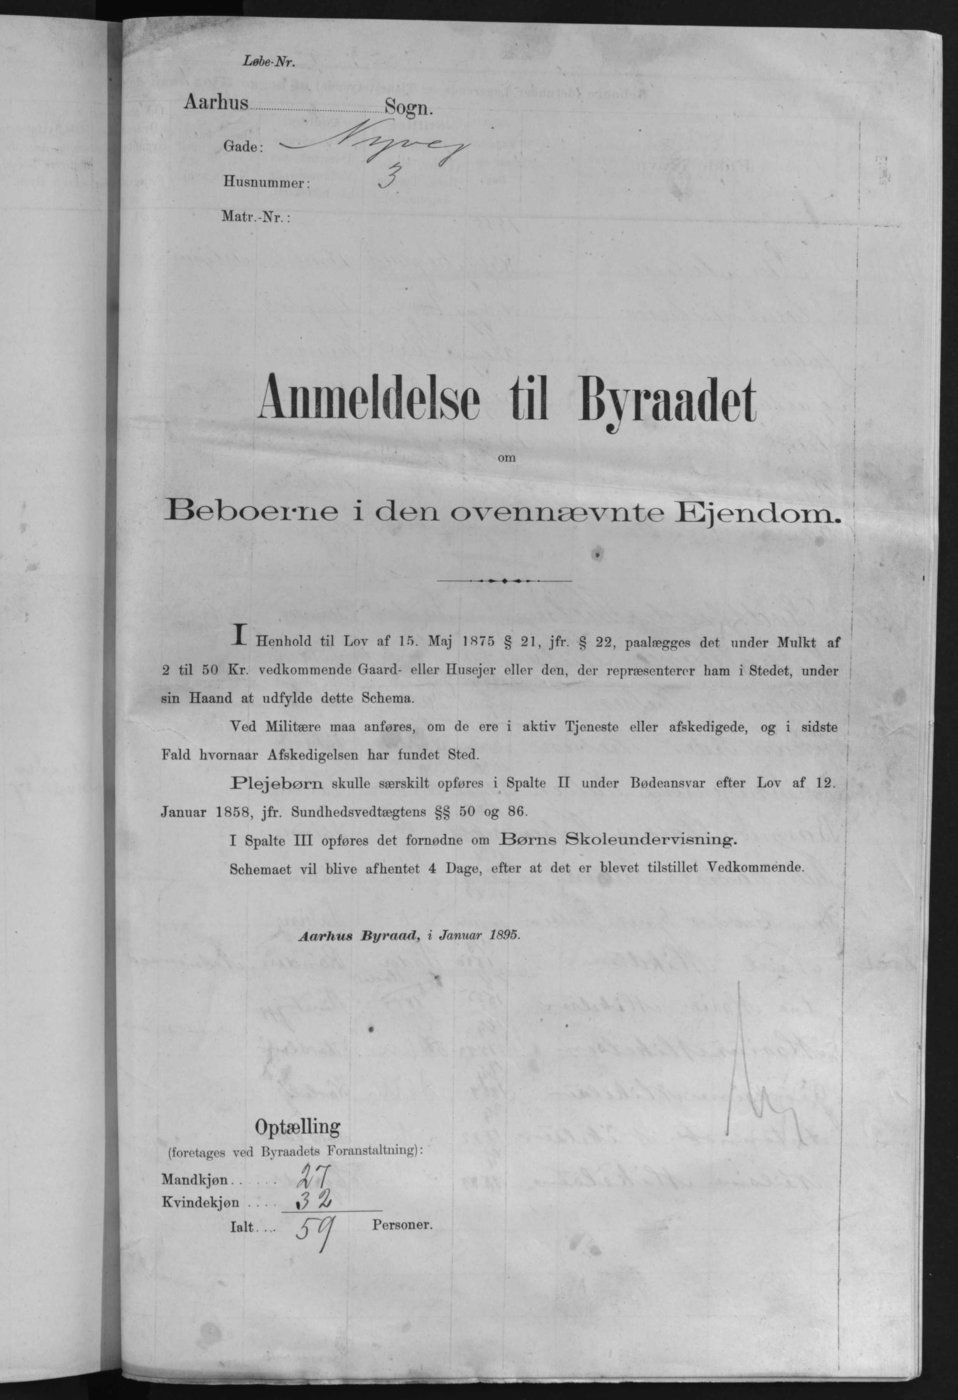 Løbe-Nr.
Aarhus Sogn.
Gade: Nyvej
Husnummer: 3
Matr.-Nr.:
Anmeldelse til Byraadet
om
Beboerne i den ovennævnte Ejendom.
I Henhold til Lov af 15. Maj 1875 § 21, jfr. § 22, paalægges det under Mulkt af
2 til 50 Kr. vedkommende Gaard- eller Husejer eller den, der repræsenterer ham i Stedet, under
sin Haand at udfylde dette Schema.
Ved Militære maa anføres, om de ere i aktiv Tjeneste eller afskedigede, og i sidste
Fald hvornaar Afskedigelsen har fundet Sted.
Plejebørn skulle særskilt opføres i Spalte II under Bødeansvar efter Lov af 12.
Januar 1858, jfr. Sundhedsvedtægtens §§ 50 og 86.
I Spalte III opføres det fornødne om Børns Skoleundervisning.
Schemaet vil blive afhentet 4 Dage, efter at det er blevet tilstillet Vedkommende.
Aarhus Byraad, i Januar 1895.
Optælling
(foretages ved Byraadets Foranstaltning):
Mandkjøn..... 27
Kvindekjøn.... 32
Ialt.... 59 Personer.